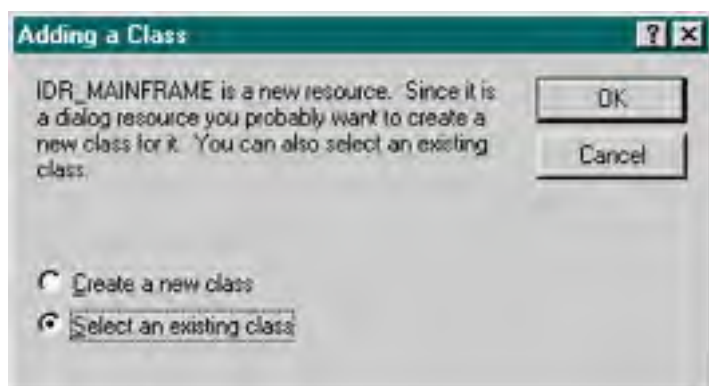 Adding a Class
IDR_MAINFRAME is a new resource. Since it is
a dialog resource you probably want to create a
new class for it. You can also select an existing
class.
OK
Cancel
Create a new class
Select an existing class